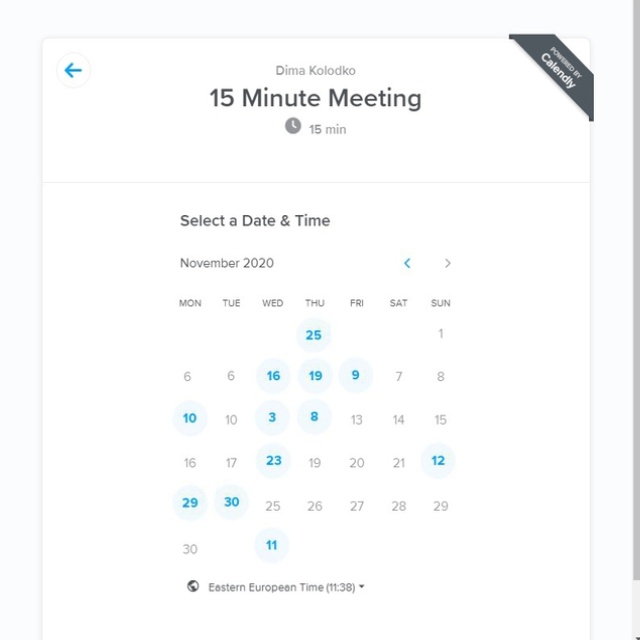 POWERED BY
Calendly
Dima Kolodko
15 Minute Meeting
15 min
Select a Date & Time
November 2020
MON TUE WED THU FRI SAT SUN
25 1
6 6 16 19 9 7 8
10 10 3 8 13 14 15
16 17 23 19 20 21 12
29 30 25 26 27 28 29
30 11
Eastern European Time (11:38)